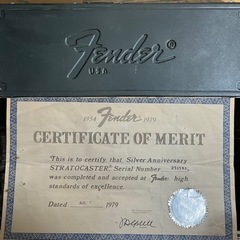 Fender®
U.S.A.
1954 Fender 1979
CERTIFICATE OF MERIT
"This is to certify that Silver Anniversary
STRATOCASTER," Serial Number
was completed and accepted at Fender high
standards of excellence.
Dated 1979